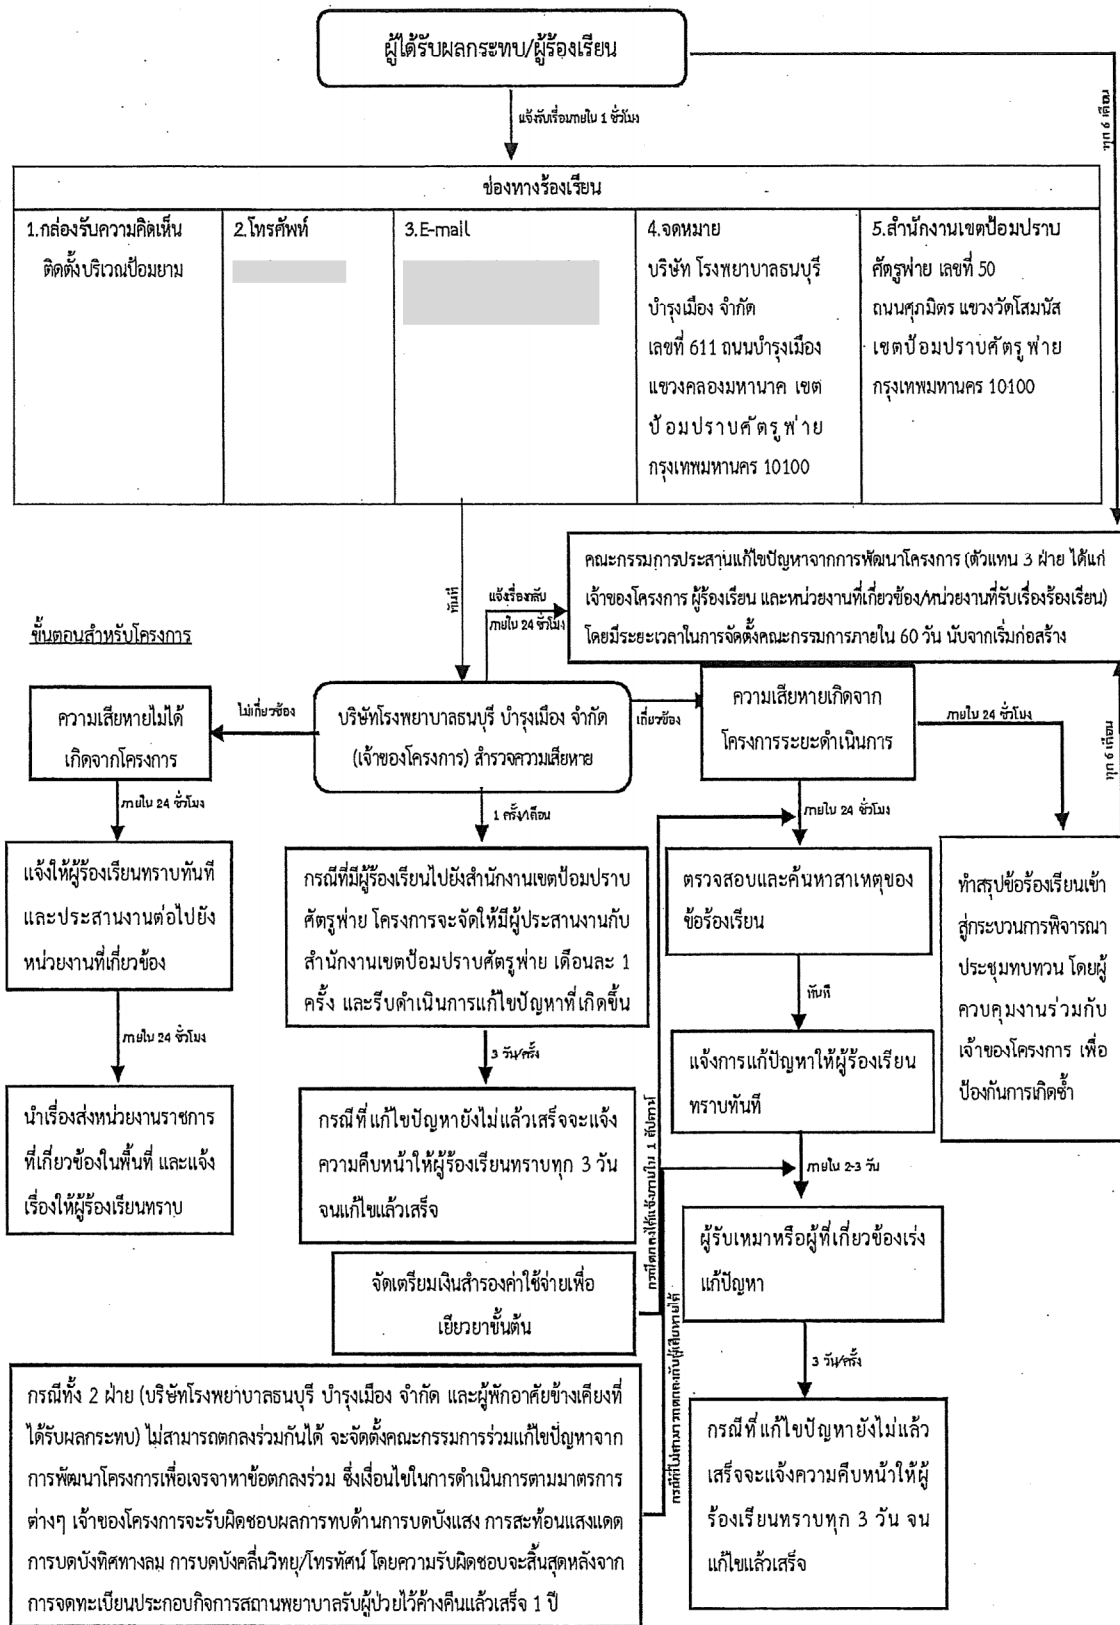 ผู้ได้รับผลกระทบ/ผู้ร้องเรียน
แจ้งรับเรื่อมภายใน 1 ชั่วโมง
ทุก 6 เดือน
ช่องทางร้องเรียน
1.กล่องรับความคิดเห็น
ติดตั้งบริเวณป้อมยาม
2.โทรศัพท์
3.E-mail
4.จดหมาย
บริษัท โรงพยาบาลธนบุรี
บำรุงเมือง จำกัด
เลขที่ 611 ถนนบำรุงเมือง
แขวงคลองมหานาค เขต
ป้อมปราบศัตรูพ่าย
กรุงเทพมหานคร 10100
5.สำนักงานเขตป้อมปราบ
ศัตรูพ่าย เลขที่ 50
ถนนศุภมิตร แขวงวัดโสมนัส
เขตป้อมปราบศัตรูพ่าย
กรุงเทพมหานคร 10100
คณะกรรมการประสานแก้ไขปัญหาจากการพัฒนาโครงการ (ตัวแทน 3 ฝ่าย ได้แก่
เจ้าของโครงการ ผู้ร้องเรียน และหน่วยงานที่เกี่ยวข้อง/หน่วยงานที่รับเรื่องร้องเรียน)
โดยมีระยะเวลาในการจัดตั้งคณะกรรมการภายใน 60 วัน นับจากเริ่มก่อสร้าง
ทันที
แจ้งเรื่องกลับ
ภายใน 24 ชั่วโมง
ขั้นตอนสำหรับโครงการ
ความเสียหายไม่ได้
เกิดจากโครงการ
ไม่เกี่ยวข้อง
บริษัทโรงพยาบาลธนบุรี บำรุงเมือง จำกัด
(เจ้าของโครงการ) สำรวจความเสียหาย
เกี่ยวข้อง
ความเสียหายเกิดจาก
โครงการระยะดำเนินการ
ภายใน 24 ชั่วโมง
ทุก 6 เดือน
ภายใน 24 ชั่วโมง
1 ครั้ง/เดือน
ภายใน 24 ชั่วโมง
แจ้งให้ผู้ร้องเรียนทราบทันที
และประสานงานต่อไปยัง
หน่วยงานที่เกี่ยวข้อง
กรณีที่มีผู้ร้องเรียนไปยังสำนักงานเขตป้อมปราบ
ศัตรูพ่าย โครงการจะจัดให้มีผู้ประสานงานกับ
สำนักงานเขตป้อมปราบศัตรูพ่าย เดือนละ 1
ครั้ง และรีบดำเนินการแก้ไขปัญหาที่เกิดขึ้น
ตรวจสอบและค้นหาสาเหตุของ
ข้อร้องเรียน
ทำสรุปข้อร้องเรียนเข้า
สู่กระบวนการพิจารณา
ประชุมทบทวน โดยผู้
ควบคุมงานร่วมกับ
เจ้าของโครงการ เพื่อ
ป้องกันการเกิดซ้ำ
ภายใน 24 ชั่วโมง
3 วัน/ครั้ง
ทันที
นำเรื่องส่งหน่วยงานราชการ
ที่เกี่ยวข้องในพื้นที่ และแจ้ง
เรื่องให้ผู้ร้องเรียนทราบ
กรณีที่แก้ไขปัญหายังไม่แล้วเสร็จจะแจ้ง
ความคืบหน้าให้ผู้ร้องเรียนทราบทุก 3 วัน
จนแก้ไขแล้วเสร็จ
แจ้งการแก้ปัญหาให้ผู้ร้องเรียน
ทราบทันที
กรณีตกลงได้แจ้งภายใน 1 สัปดาห์
ภายใน 2-3 วัน
จัดเตรียมเงินสำรองค่าใช้จ่ายเพื่อ
เยียวยาขั้นต้น
ผู้รับเหมาหรือผู้ที่เกี่ยวข้องเร่ง
แก้ปัญหา
กรณีที่ไม่สามารถตกลงกับผู้เสียหายได้
3 วัน/ครั้ง
กรณีทั้ง 2 ฝ่าย (บริษัทโรงพยาบาลธนบุรี บำรุงเมือง จำกัด และผู้พักอาศัยข้างเคียงที่
ได้รับผลกระทบ) ไม่สามารถตกลงร่วมกันได้ จะจัดตั้งคณะกรรมการร่วมแก้ไขปัญหาจาก
การพัฒนาโครงการเพื่อเจรจาหาข้อตกลงร่วม ซึ่งเงื่อนไขในการดำเนินการตามมาตรการ
ต่างๆ เจ้าของโครงการจะรับผิดชอบผลการทบด้านการบดบังแสง การสะท้อนแสงแดด
การบดบังทิศทางลม การบดบังคลื่นวิทยุ/โทรทัศน์ โดยความรับผิดชอบจะสิ้นสุดหลังจาก
การจดทะเบียนประกอบกิจการสถานพยาบาลรับผู้ป่วยไว้ค้างคืนแล้วเสร็จ 1 ปี
กรณีที่แก้ไขปัญหายังไม่แล้ว
เสร็จจะแจ้งความคืบหน้าให้ผู้
ร้องเรียนทราบทุก 3 วัน จน
แก้ไขแล้วเสร็จ